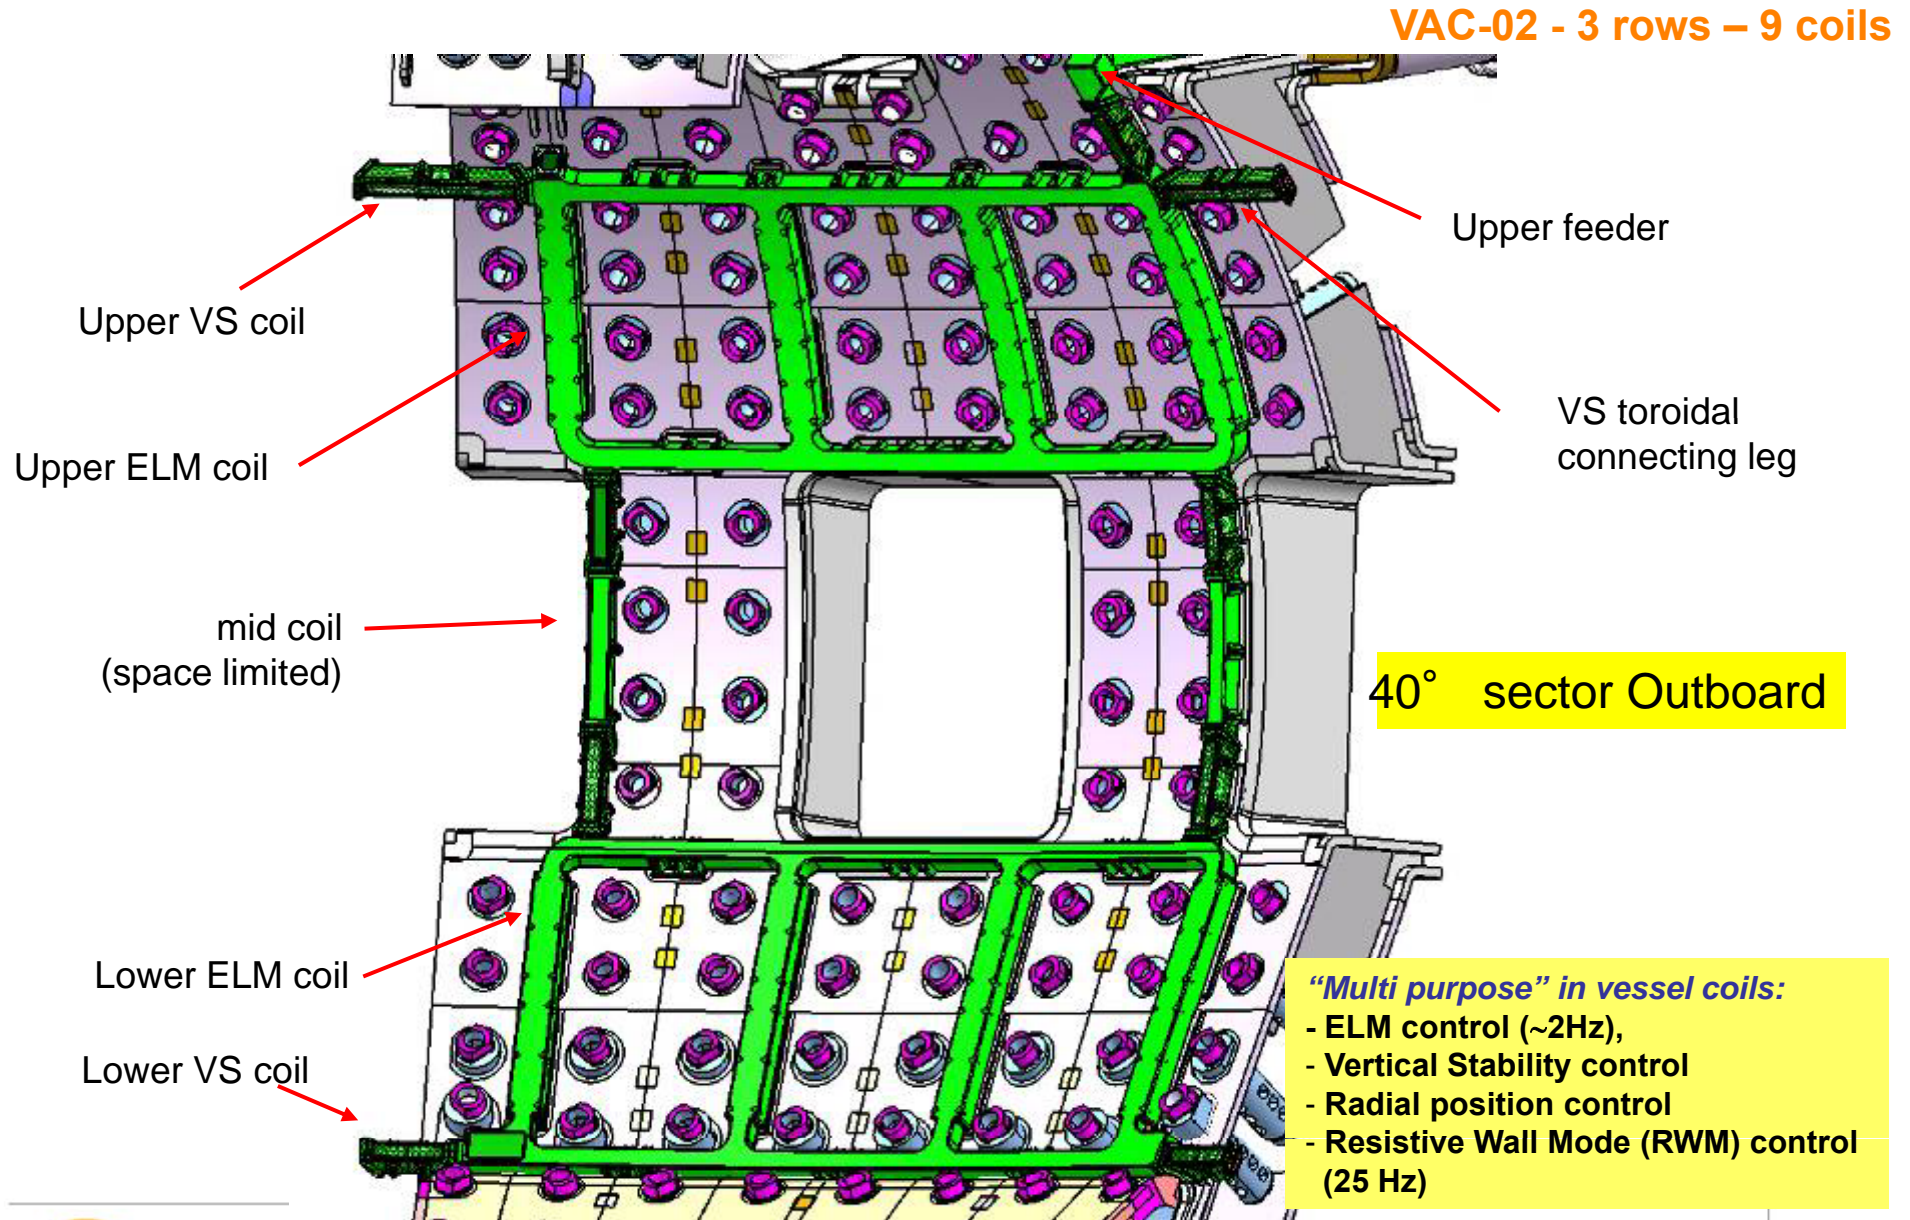 VAC-02 - 3 rows – 9 coils
Upper feeder
Upper VS coil
VS toroidal
connecting leg
Upper ELM coil
mid coil
(space limited)
40° sector Outboard
Lower ELM coil
Lower VS coil
“Multi purpose” in vessel coils:
- ELM control (~2Hz),
- Vertical Stability control
- Radial position control
- Resistive Wall Mode (RWM) control
(25 Hz)